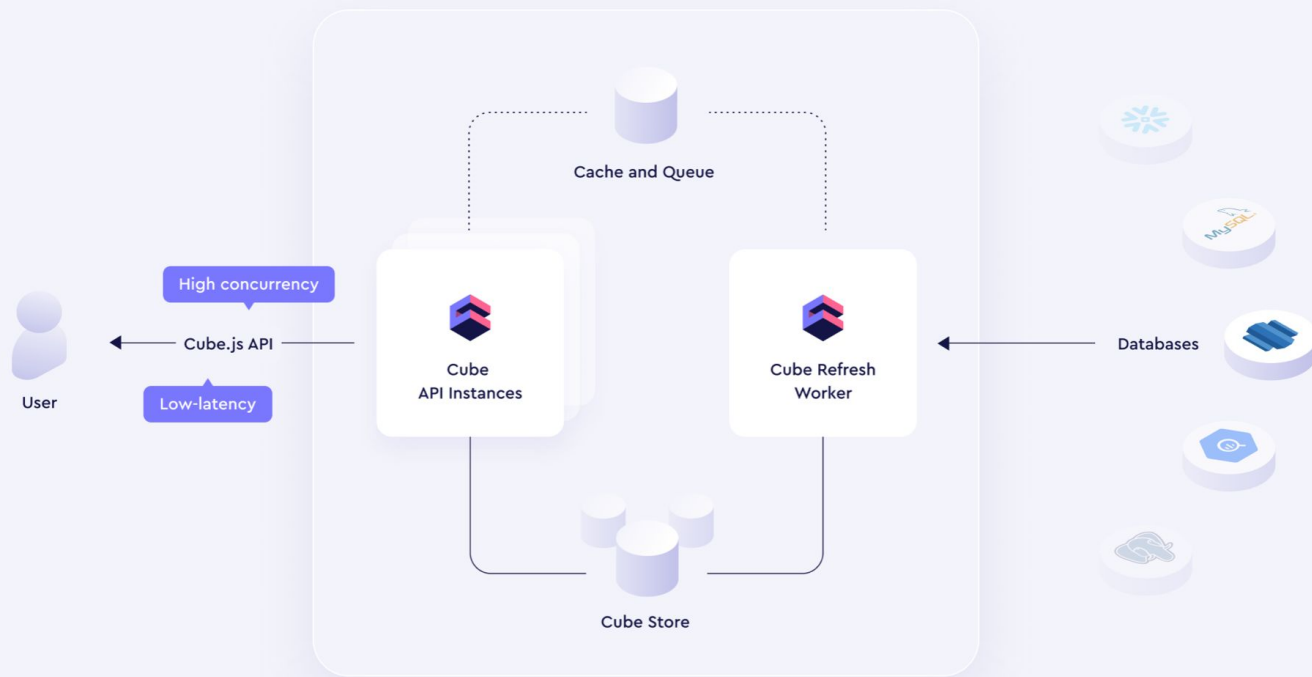 Cache and Queue
MySQL
High concurrency
Cube.js API
Low-latency
User
Cube
API Instances
Cube Refresh
Worker
Databases
Cube Store